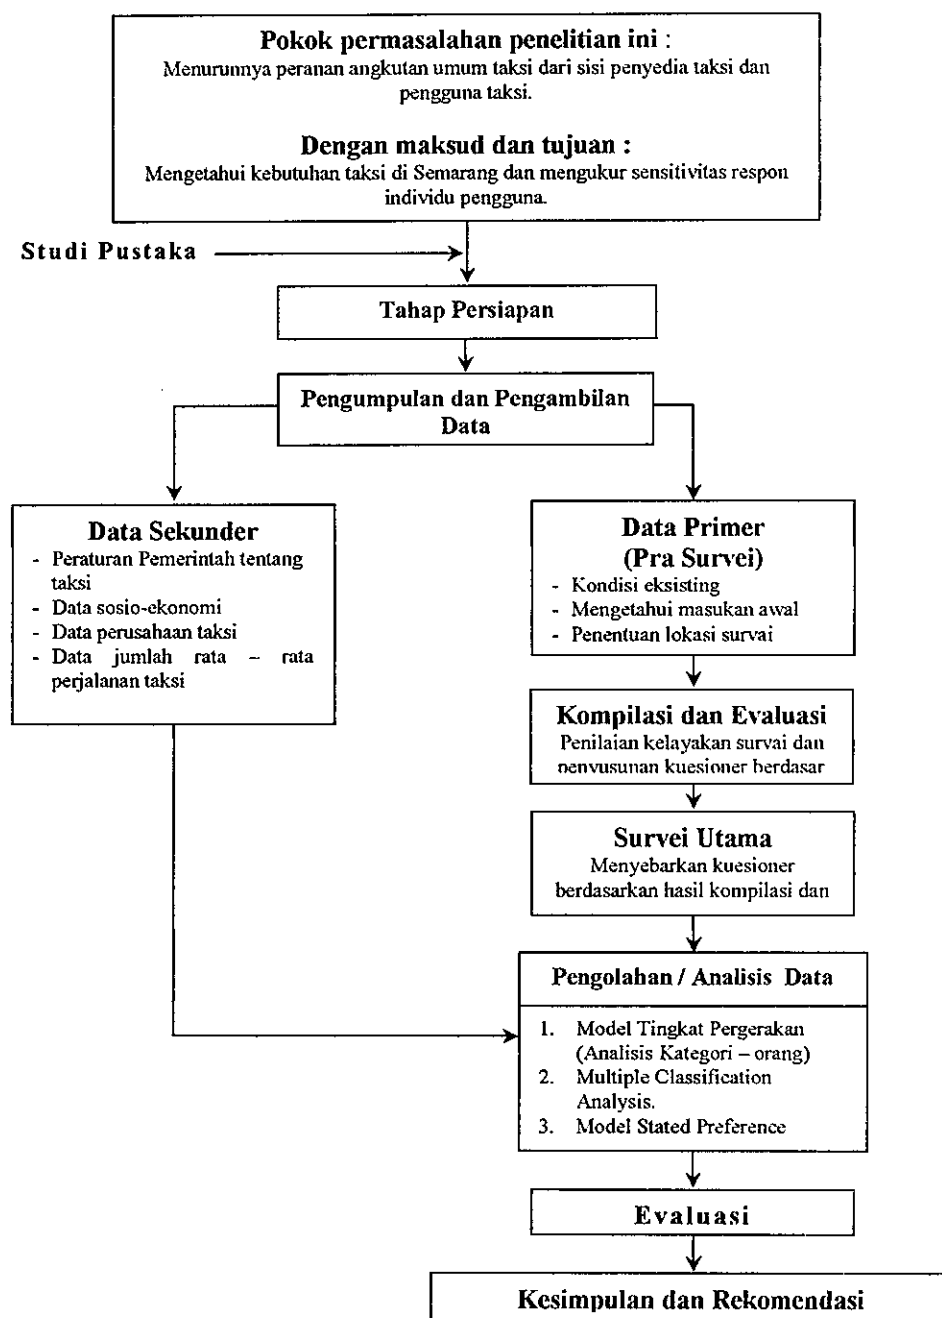 Pokok permasalahan penelitian ini :
Menurunnya peranan angkutan umum taksi dari sisi penyedia taksi dan
pengguna taksi.
Dengan maksud dan tujuan :
Mengetahui kebutuhan taksi di Semarang dan mengukur sensitivitas respon
individu pengguna.
Studi Pustaka
Tahap Persiapan
Pengumpulan dan Pengambilan
Data
Data Sekunder
- Peraturan Pemerintah tentang
taksi
- Data sosio-ekonomi
- Data perusahaan taksi
- Data jumlah rata – rata
perjalanan taksi
Data Primer
(Pra Survei)
- Kondisi eksisting
- Mengetahui masukan awal
- Penentuan lokasi survai
Kompilasi dan Evaluasi
Penilaian kelayakan survai dan
penyusunan kuesioner berdasar
Survei Utama
Menyebarkan kuesioner
berdasarkan hasil kompilasi dan
Pengolahan / Analisis Data
1. Model Tingkat Pergerakan
(Analisis Kategori – orang)
2. Multiple Classification
Analysis.
3. Model Stated Preference
Evaluasi
Kesimpulan dan Rekomendasi